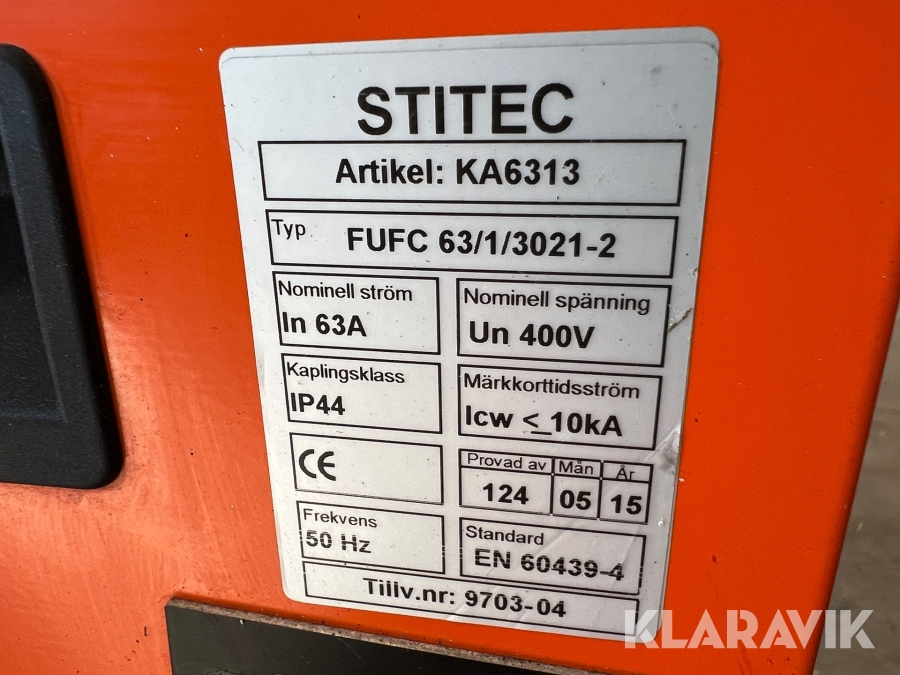 STITEC
Artikel: KA6313
Typ FUFC 63/1/3021-2
Nominell ström
In 63A
Nominell spänning
Un 400V
Kaplingsklass
IP44
Märkkorttidsström
Icw <_10kA
CE
Provad av Mån År
124 05 15
Frekvens
50 Hz
Standard
EN 60439-4
Tillv.nr: 9703-04
KLARAVIK